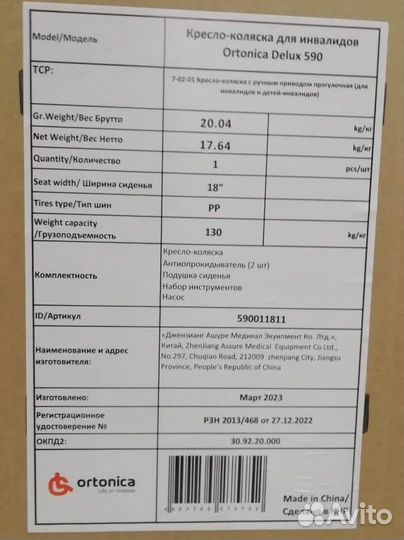 Model/Модель
Кресло-коляска для инвалидов
Ortonica Delux 590
ТСР:
7-02-01 Кресло-коляска с ручным приводом прогулочная (для
инвалидов и детей-инвалидов)
Gr.Weight/Вес Брутто 20.04 kg/кг
Net Weight/Вес Нетто 17.64 kg/кг
Quantity/Количество 1 pcs/шт
Seat width/ Ширина сиденья 18"
Tires type/Тип шин PP
Weight capacity
/Грузоподъемность 130 kg/кг
Комплектность
Кресло-коляска
Антиопрокидыватель (2 шт)
Подушка сиденья
Набор инструментов
Насос
ID/Артикул 590011811
Наименование и адрес
изготовителя:
«Дженэианг Ашуре Медикал Экуипмент Ко. Лтд.»,
Китай, ZhenJiang Assure Medical Equipment Co Ltd.,
No.297, Chuqiao Road, 212009 zhenjiang City, Jiangsu
Province, People's Republic of China
Изготовлено: Март 2023
Регистрационное
удостоверение №
РЗН 2013/468 от 27.12.2022
ОКПД2: 30.92.20.000
ortonica
Life in motion
Made in China/
Сделано в
Avito